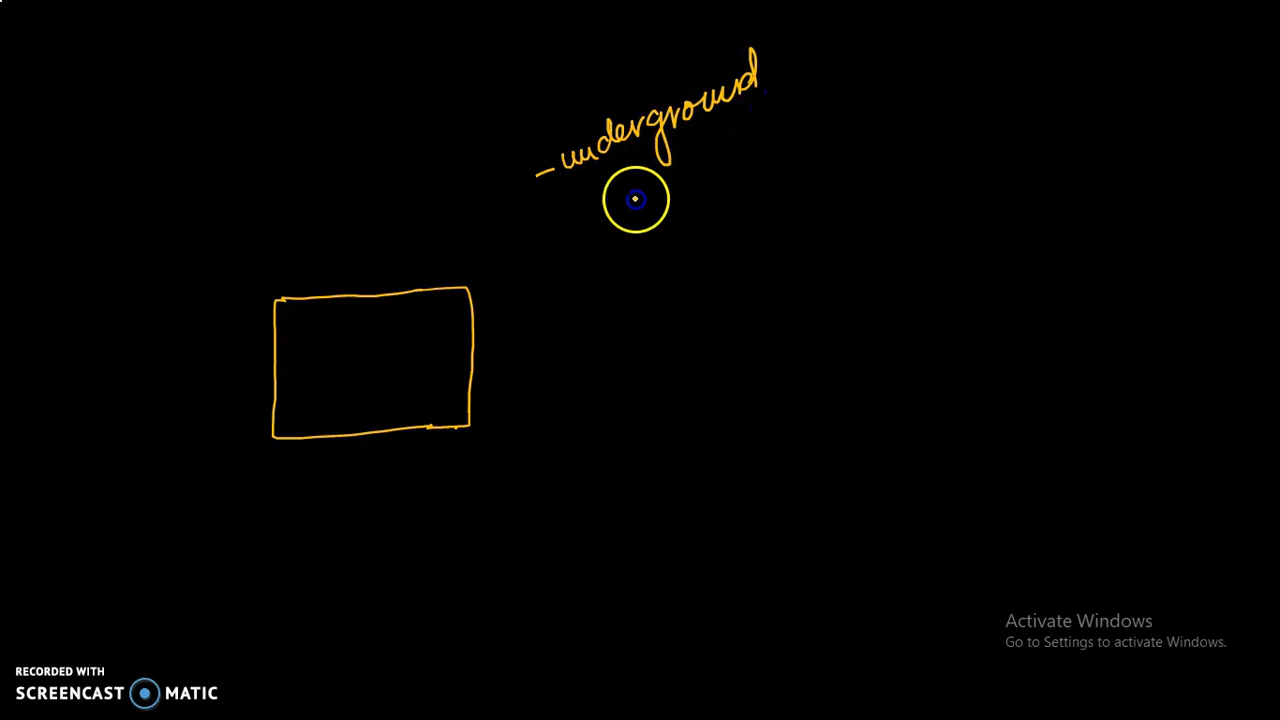 - underground
Activate Windows
Go to Settings to activate Windows.
RECORDED WITH
SCREENCAST MATIC